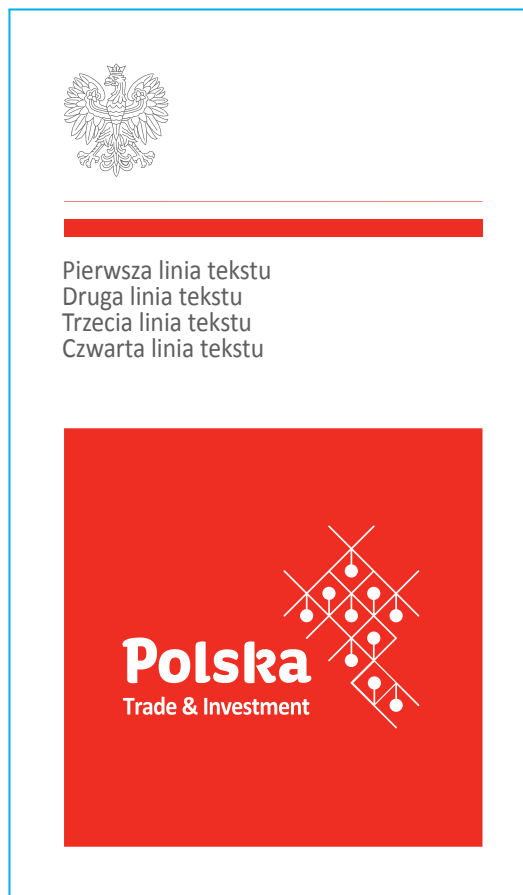 Pierwsza linia tekstu
Druga linia tekstu
Trzecia linia tekstu
Czwarta linia tekstu
Polska
Trade & Investment